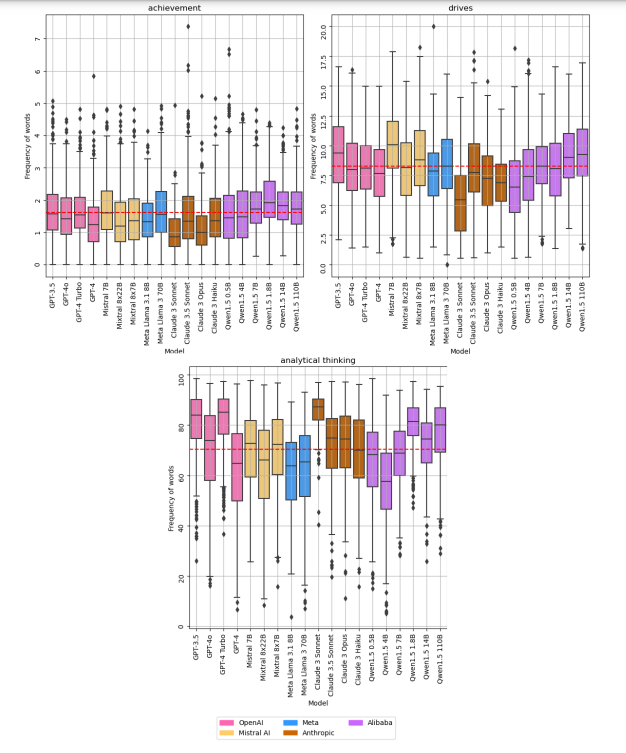 achievement
Frequency of words
7
6
5
4
3
2
1
0
GPT-3.5
GPT-4o
GPT-4 Turbo
GPT-4
Mistral 7B
Mixtral 8x22B
Mixtral 8x7B
Meta Llama 3.1 8B
Meta Llama 3 70B
Claude 3 Sonnet
Claude 3.5 Sonnet
Claude 3 Opus
Claude 3 Haiku
Qwen1.5 0.5B
Qwen1.5 4B
Qwen1.5 7B
Qwen1.5 1.8B
Qwen1.5 14B
Qwen1.5 110B
Model
drives
Frequency of words
20.0
17.5
15.0
12.5
10.0
7.5
5.0
2.5
0.0
GPT-3.5
GPT-4o
GPT-4 Turbo
GPT-4
Mistral 7B
Mixtral 8x22B
Mixtral 8x7B
Meta Llama 3.1 8B
Meta Llama 3 70B
Claude 3 Sonnet
Claude 3.5 Sonnet
Claude 3 Opus
Claude 3 Haiku
Qwen1.5 0.5B
Qwen1.5 4B
Qwen1.5 7B
Qwen1.5 1.8B
Qwen1.5 14B
Qwen1.5 110B
Model
analytical thinking
Frequency of words
100
80
60
40
20
0
GPT-3.5
GPT-4o
GPT-4 Turbo
GPT-4
Mistral 7B
Mixtral 8x22B
Mixtral 8x7B
Meta Llama 3.1 8B
Meta Llama 3 70B
Claude 3 Sonnet
Claude 3.5 Sonnet
Claude 3 Opus
Claude 3 Haiku
Qwen1.5 0.5B
Qwen1.5 4B
Qwen1.5 7B
Qwen1.5 1.8B
Qwen1.5 14B
Qwen1.5 110B
Model
OpenAI
Meta
Alibaba
Mistral AI
Anthropic